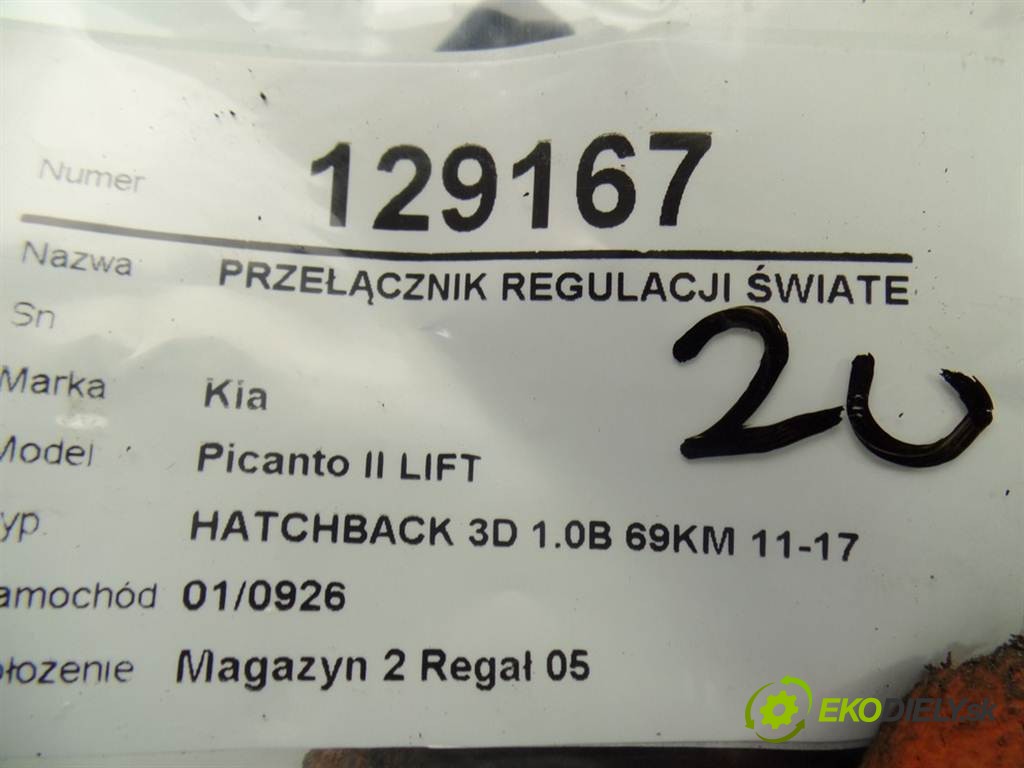 Numer 129167
Nazwa PRZEŁĄCZNIK REGULACJI ŚWIATE
Sn
20
Marka Kia
Model Picanto II LIFT
yp HATCHBACK 3D 1.0B 69KM 11-17
amochód 01/0926
ołozenie Magazyn 2 Regał 05
EKODIELY.sk